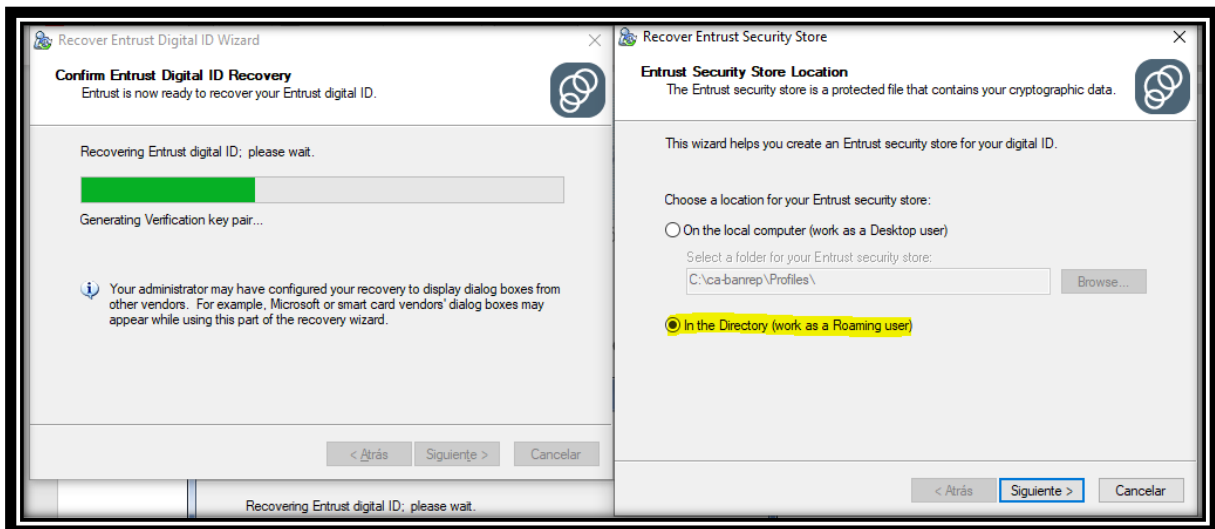 Recover Entrust Digital ID Wizard
Confirm Entrust Digital ID Recovery
Entrust is now ready to recover your Entrust digital ID.
Recovering Entrust digital ID; please wait.
Generating Verification key pair...
Your administrator may have configured your recovery to display dialog boxes from
other vendors. For example, Microsoft or smart card vendors' dialog boxes may
appear while using this part of the recovery wizard.
< Atrás
Siguiente >
Cancelar
Recovering Entrust digital ID; please wait.
Recover Entrust Security Store
Entrust Security Store Location
The Entrust security store is a protected file that contains your cryptographic data.
This wizard helps you create an Entrust security store for your digital ID.
Choose a location for your Entrust security store:
On the local computer (work as a Desktop user)
Select a folder for your Entrust security store:
C:\ca-banrep\Profiles\
Browse...
In the Directory (work as a Roaming user)
< Atrás
Siguiente >
Cancelar